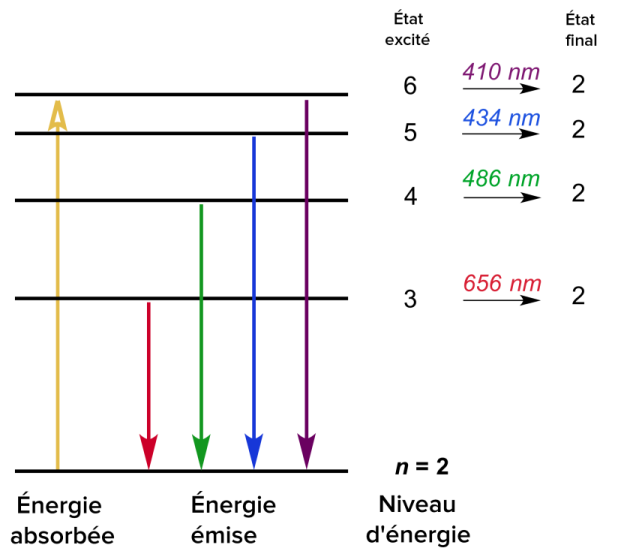 État
excité
État
final
6 410 nm 2
5 434 nm 2
4 486 nm 2
3 656 nm 2
n = 2
Énergie
absorbée
Énergie
émise
Niveau
d'énergie